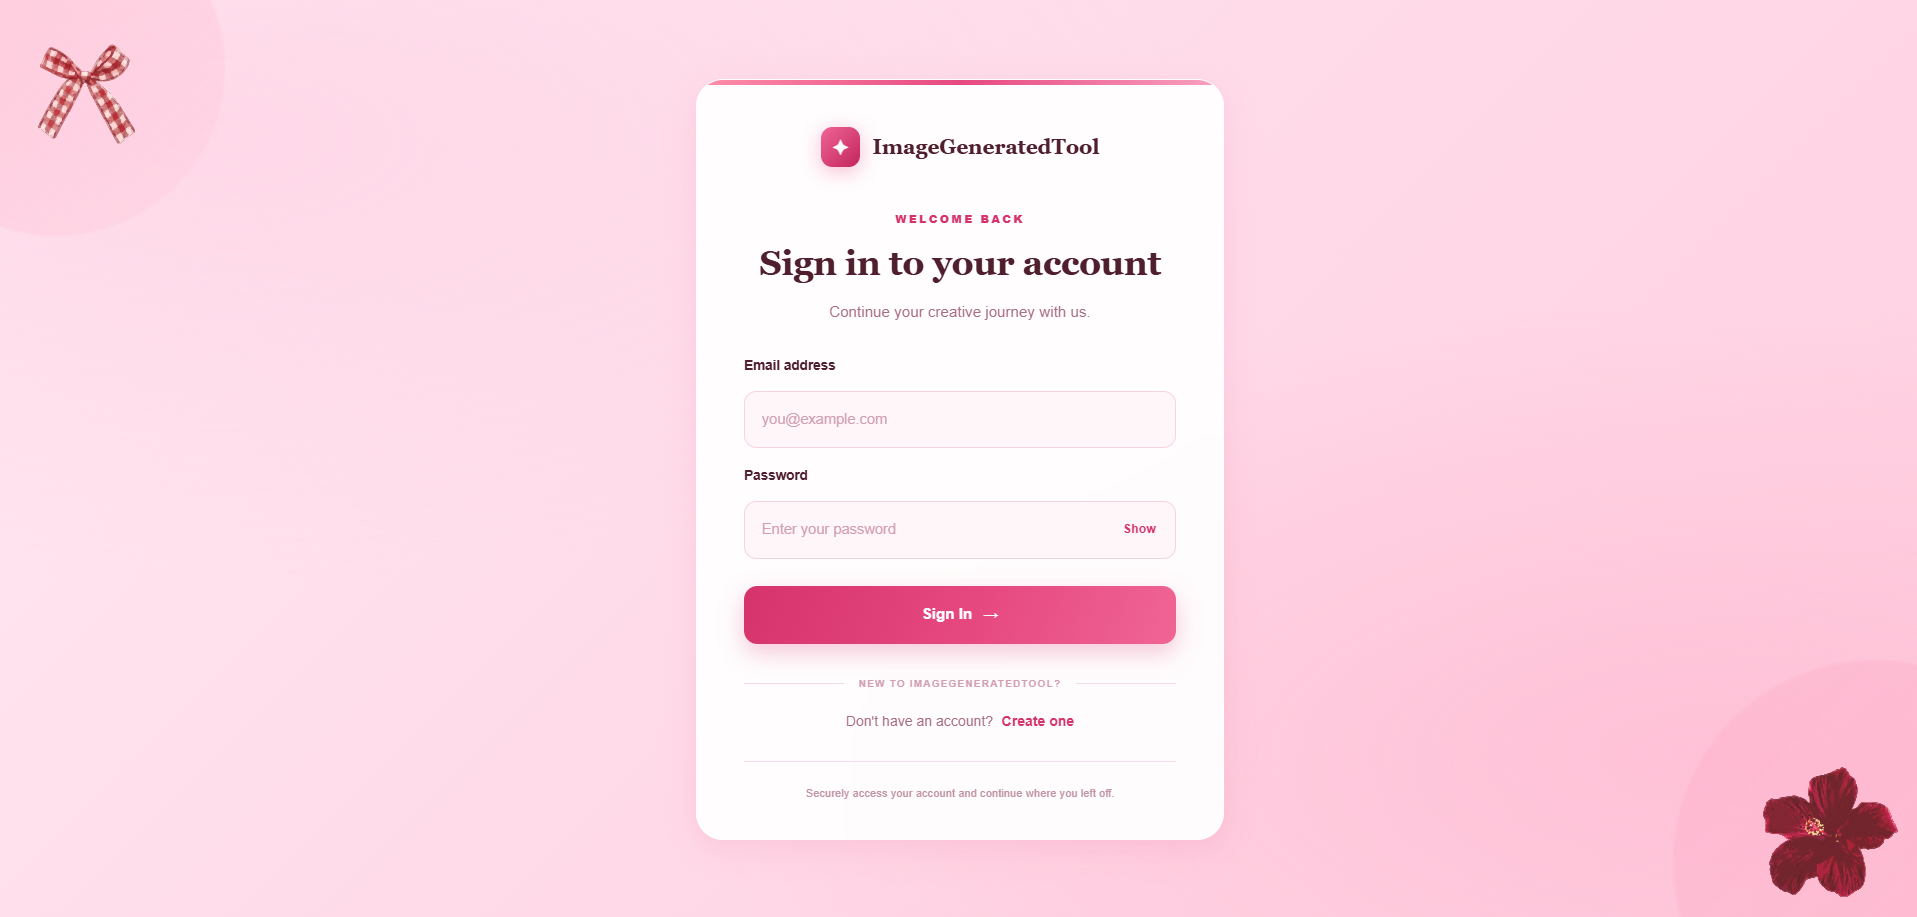 ImageGeneratedTool
WELCOME BACK
Sign in to your account
Continue your creative journey with us.
Email address
you@example.com
Password
Enter your password Show
Sign In →
NEW TO IMAGEGENERATEDTOOL?
Don't have an account? Create one
Securely access your account and continue where you left off.